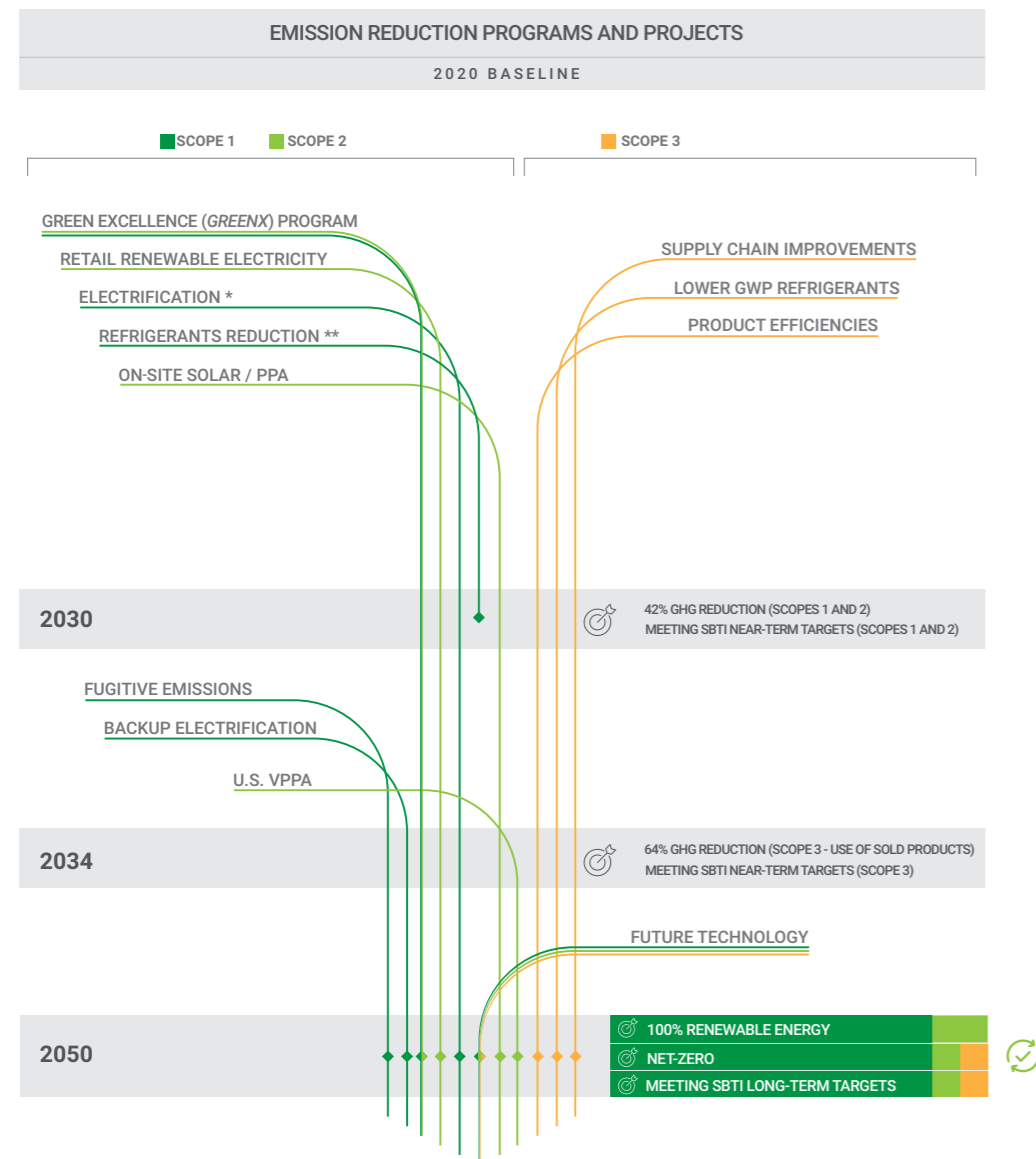 EMISSION REDUCTION PROGRAMS AND PROJECTS
2020 BASELINE
SCOPE 1
SCOPE 2
SCOPE 3
GREEN EXCELLENCE (GREENX) PROGRAM
RETAIL RENEWABLE ELECTRICITY
ELECTRIFICATION *
REFRIGERANTS REDUCTION **
ON-SITE SOLAR / PPA
SUPPLY CHAIN IMPROVEMENTS
LOWER GWP REFRIGERANTS
PRODUCT EFFICIENCIES
2030
42% GHG REDUCTION (SCOPES 1 AND 2)
MEETING SBTI NEAR-TERM TARGETS (SCOPES 1 AND 2)
FUGITIVE EMISSIONS
BACKUP ELECTRIFICATION
U.S. VPPA
2034
64% GHG REDUCTION (SCOPE 3 - USE OF SOLD PRODUCTS)
MEETING SBTI NEAR-TERM TARGETS (SCOPE 3)
FUTURE TECHNOLOGY
2050
100% RENEWABLE ENERGY
NET-ZERO
MEETING SBTI LONG-TERM TARGETS